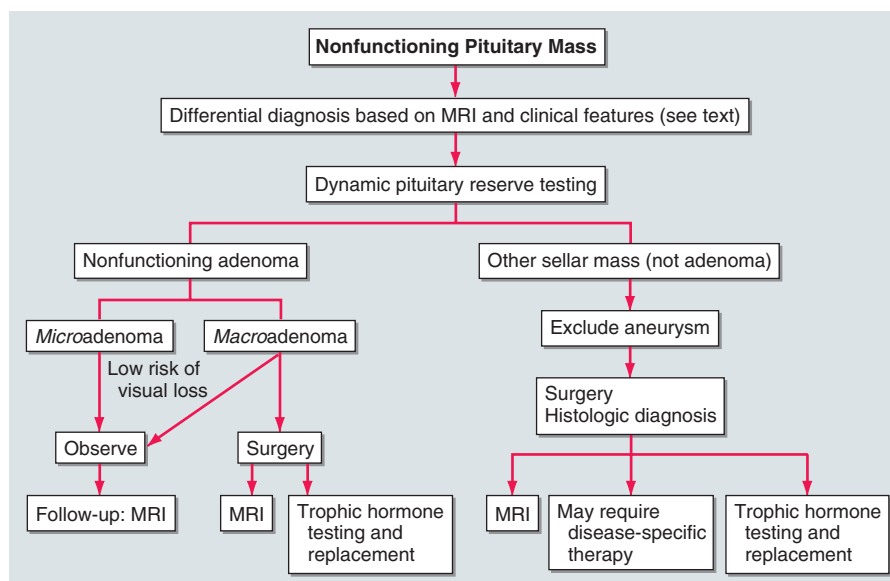 Nonfunctioning Pituitary Mass
Differential diagnosis based on MRI and clinical features (see text)
Dynamic pituitary reserve testing
Nonfunctioning adenoma
Other sellar mass (not adenoma)
Microadenoma
Macroadenoma
Exclude aneurysm
Low risk of
visual loss
Surgery
Histologic diagnosis
Observe
Surgery
Follow-up: MRI
MRI
Trophic hormone
testing and
replacement
MRI
May require
disease-specific
therapy
Trophic hormone
testing and
replacement